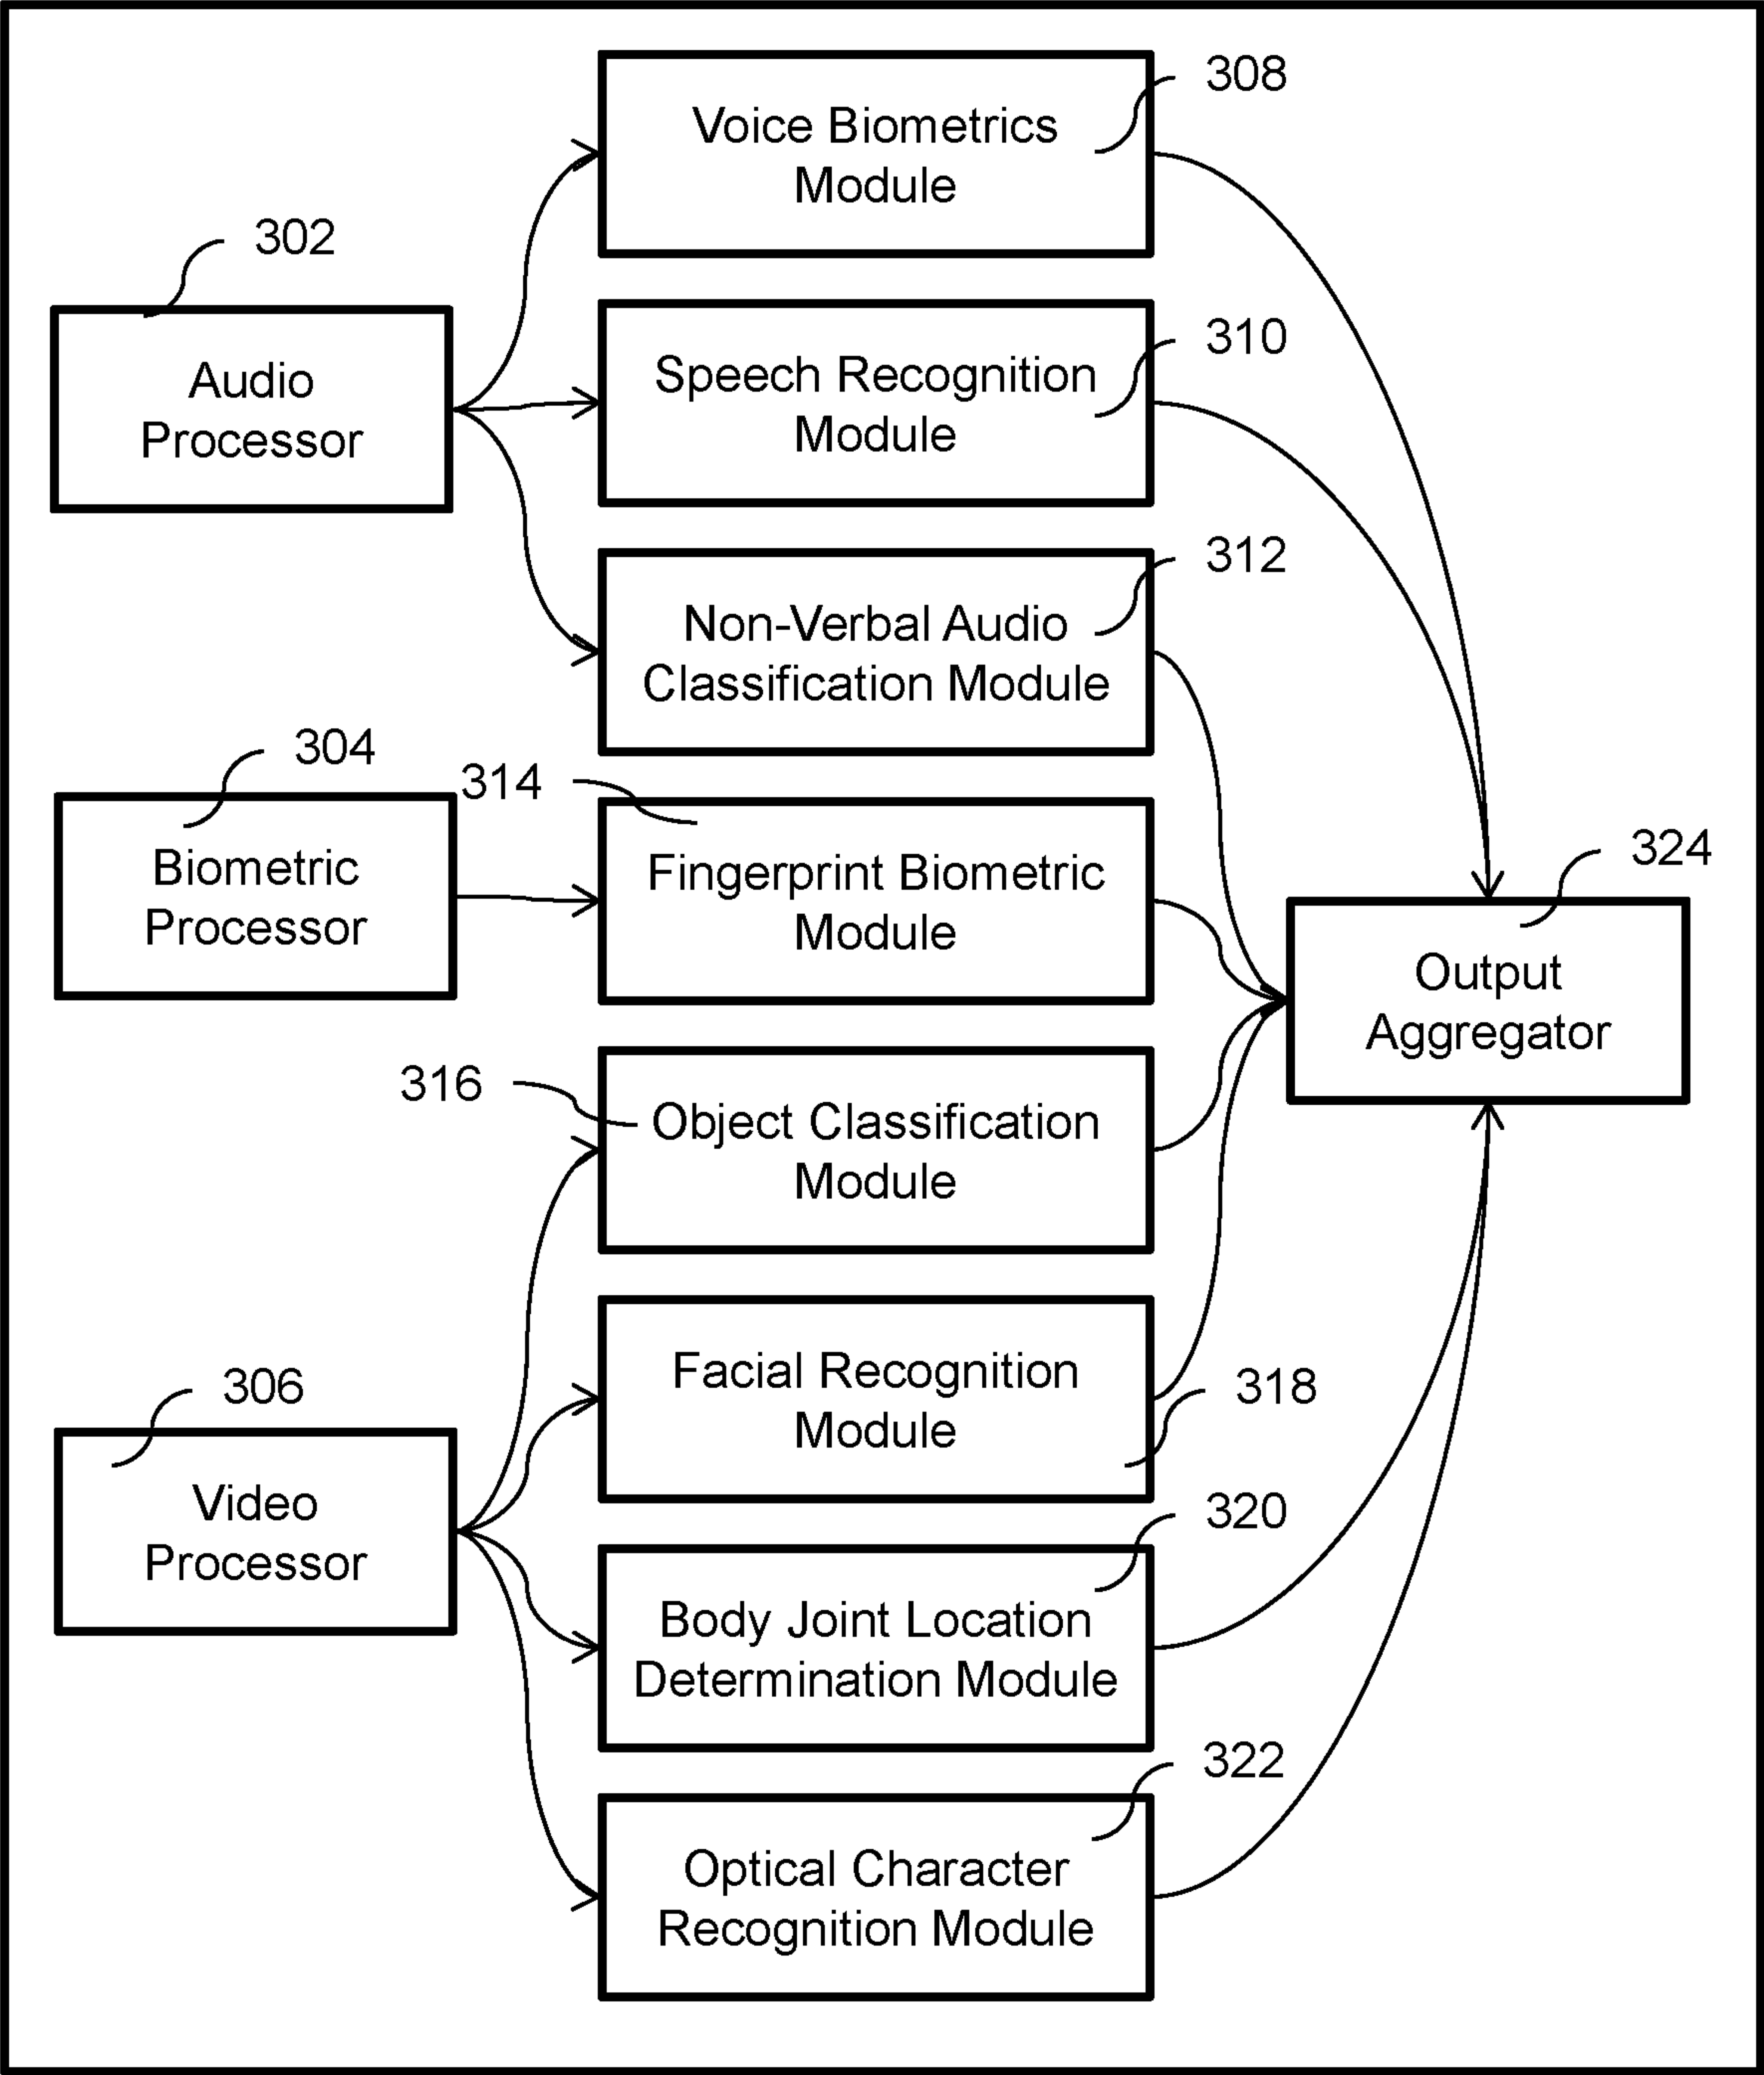 308
Voice Biometrics
Module
302
Audio
Processor
310
Speech Recognition
Module
312
Non-Verbal Audio
Classification Module
304
Biometric
Processor
314
Fingerprint Biometric
Module
324
Output
Aggregator
316
Object Classification
Module
306
Video
Processor
318
Facial Recognition
Module
320
Body Joint Location
Determination Module
322
Optical Character
Recognition Module